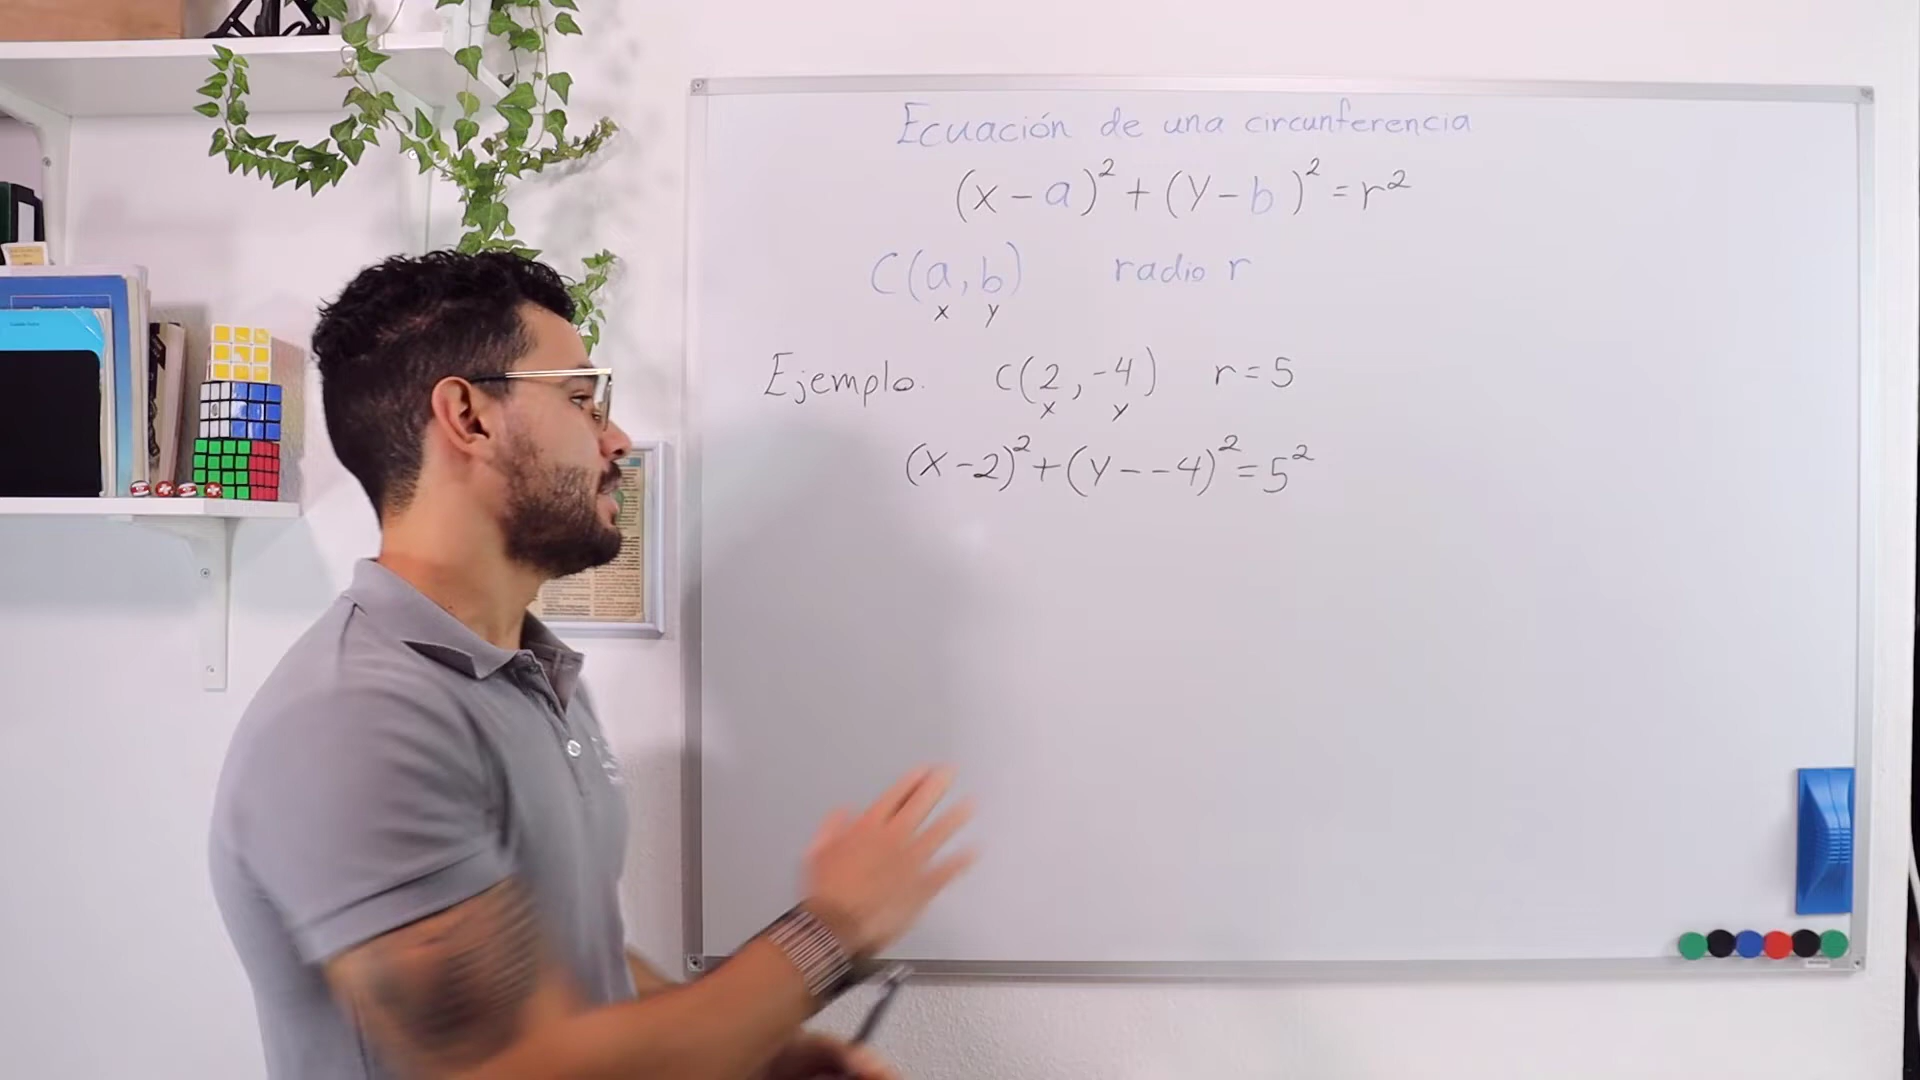 Ecuación de una circunferencia
(x - a)² + (y - b)² = r²
C(a, b) radio r
x y
Ejemplo. C(2, -4) r = 5
x y
(x - 2)² + (y - - 4)² = 5²